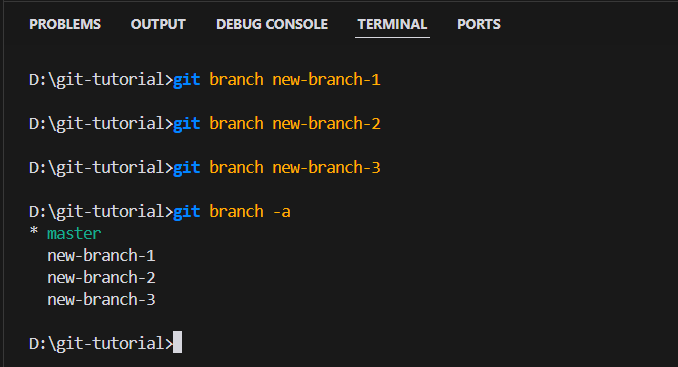 PROBLEMS OUTPUT DEBUG CONSOLE TERMINAL PORTS
D:\git-tutorial>git branch new-branch-1
D:\git-tutorial>git branch new-branch-2
D:\git-tutorial>git branch new-branch-3
D:\git-tutorial>git branch -a
* master
  new-branch-1
  new-branch-2
  new-branch-3
D:\git-tutorial>